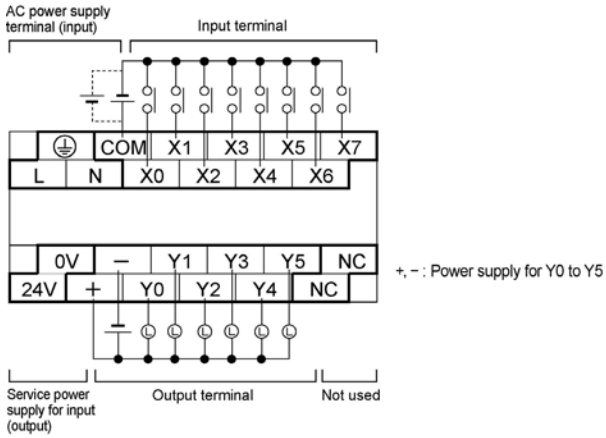 AC power supply
terminal (input)
Input terminal
COM X1 X3 X5 X7
L N X0 X2 X4 X6
0V − Y1 Y3 Y5 NC
24V + Y0 Y2 Y4 NC
+, − : Power supply for Y0 to Y5
L L L L L L
Service power
supply for input
(output)
Output terminal
Not used